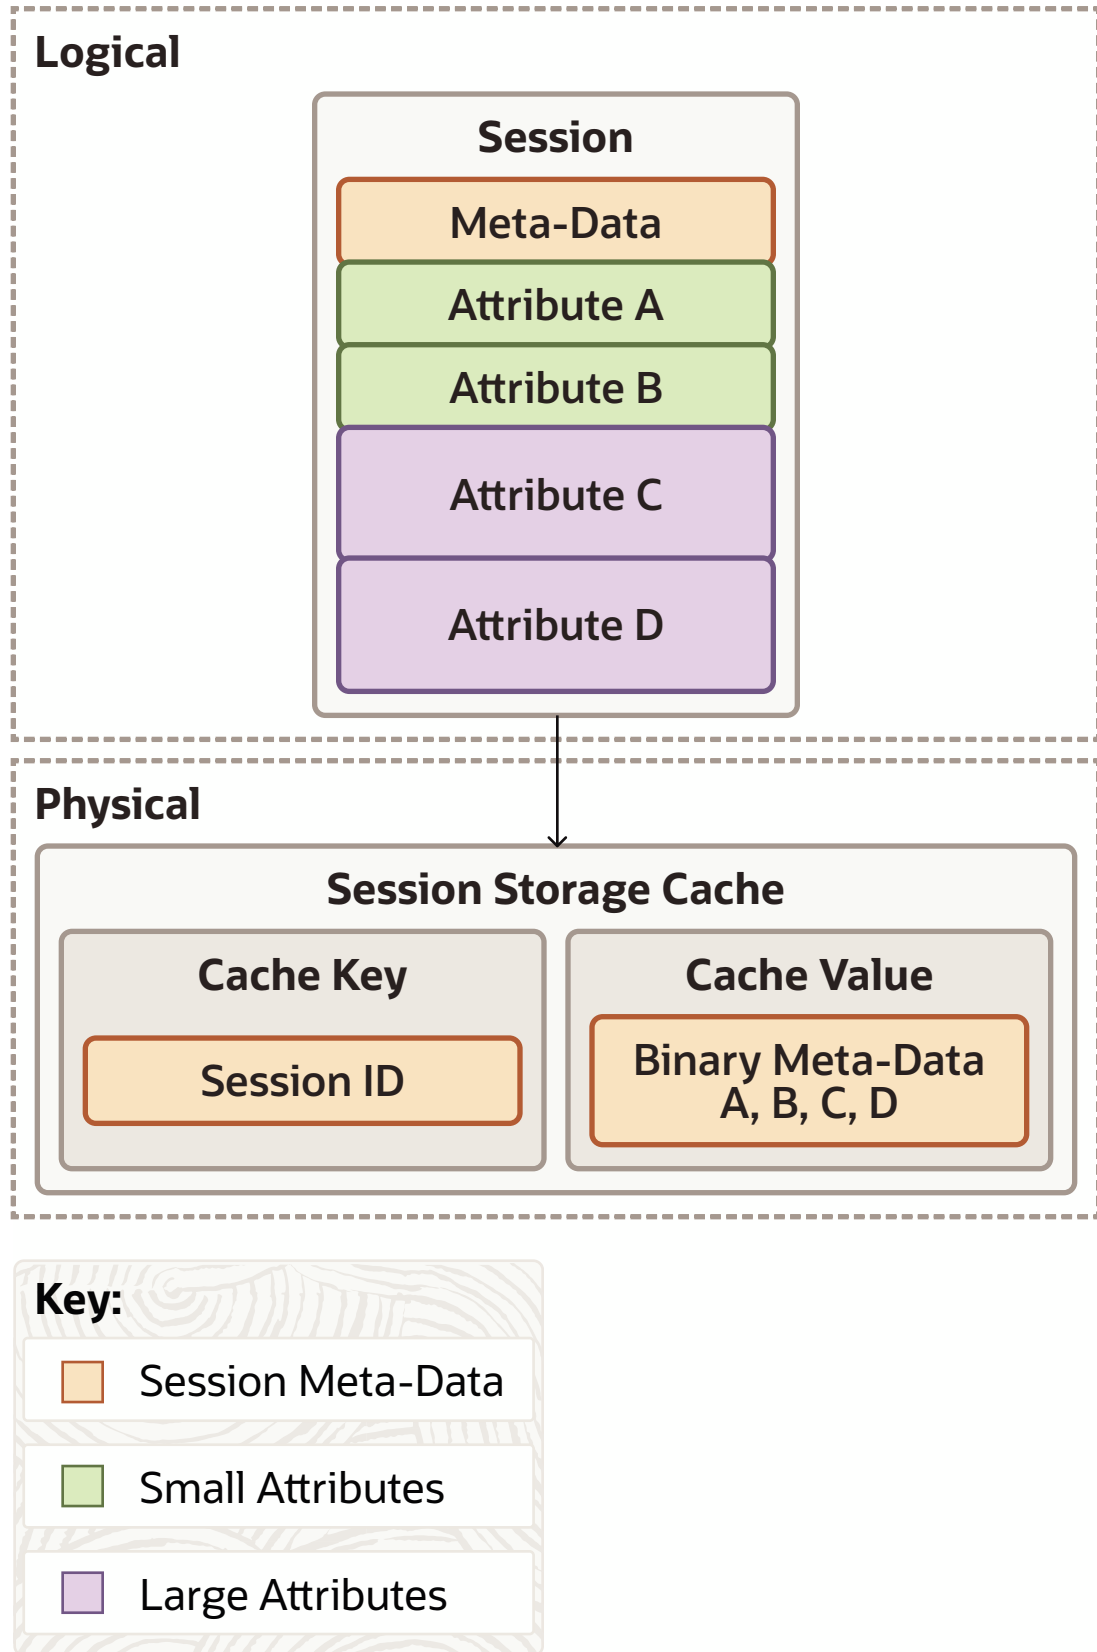 Logical
Session
Meta-Data
Attribute A
Attribute B
Attribute C
Attribute D
Physical
Session Storage Cache
Cache Key
Session ID
Cache Value
Binary Meta-Data
A, B, C, D
Key:
Session Meta-Data
Small Attributes
Large Attributes